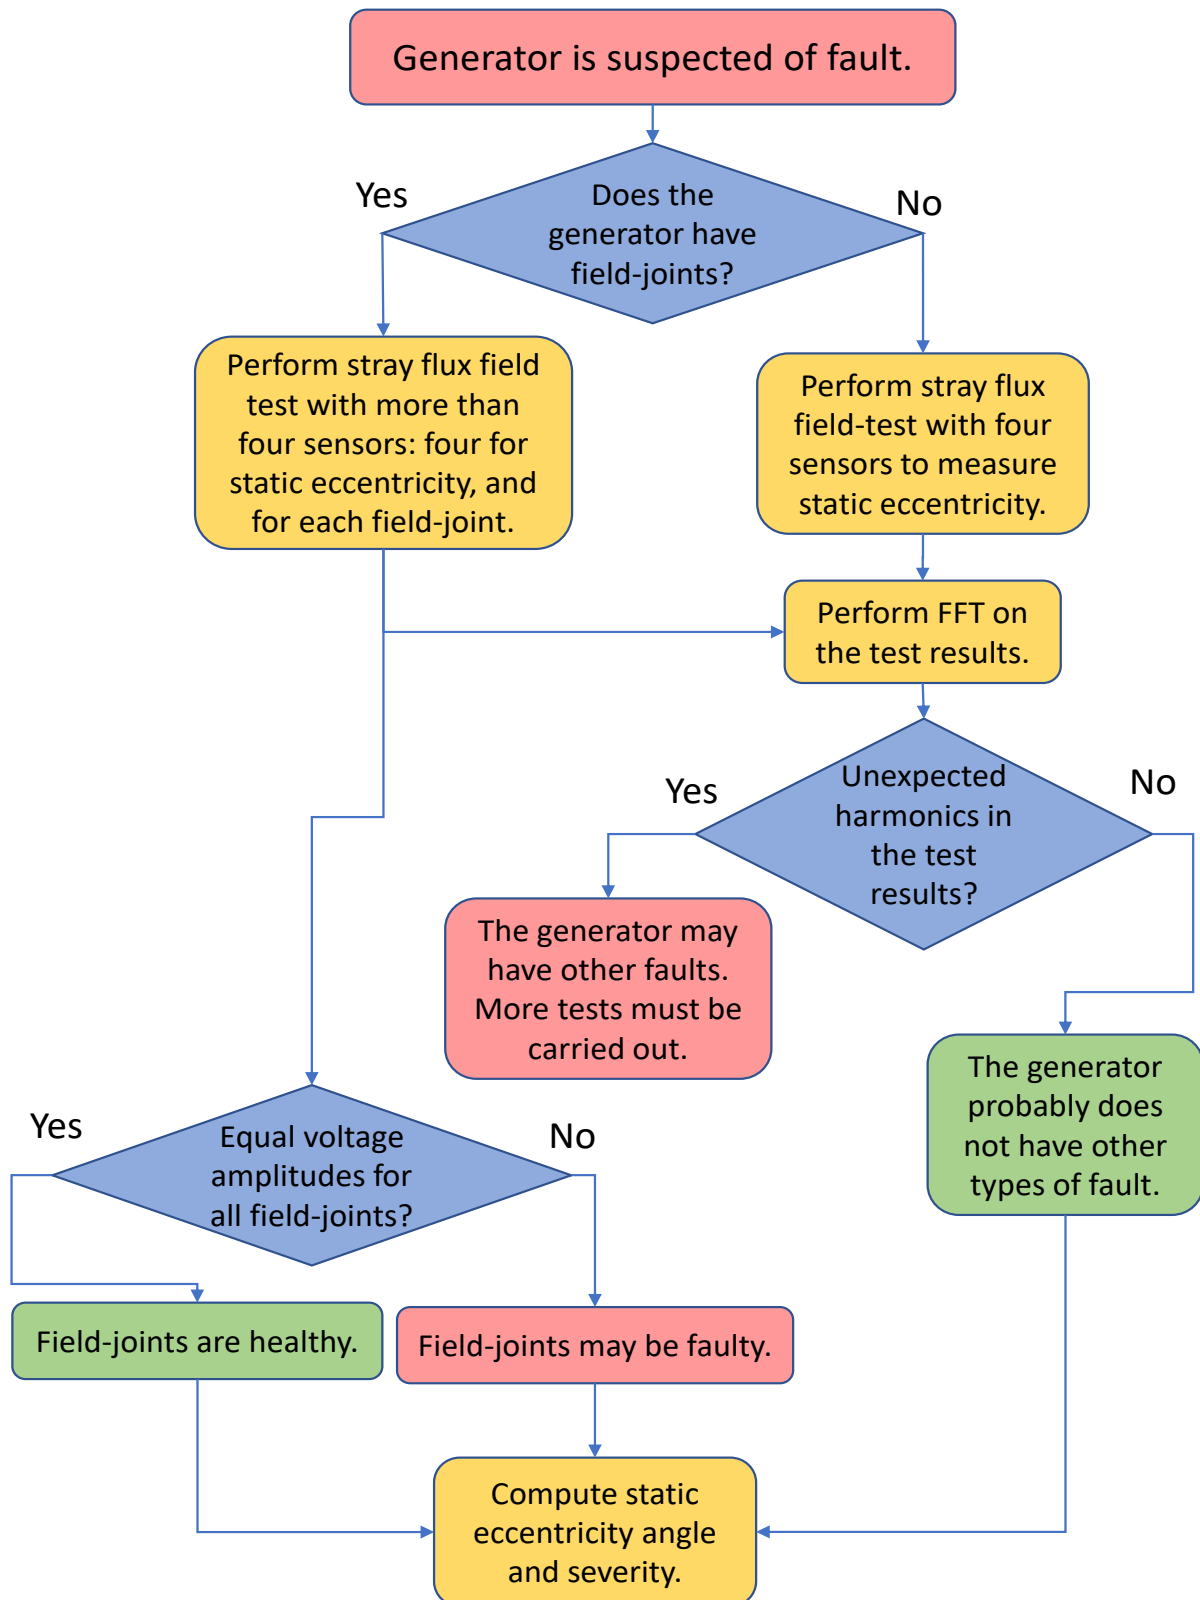 Generator is suspected of fault.
Yes
Does the
generator have
field-joints?
No
Perform stray flux field
test with more than
four sensors: four for
static eccentricity, and
for each field-joint.
Perform stray flux
field-test with four
sensors to measure
static eccentricity.
Perform FFT on
the test results.
Yes
Unexpected
harmonics in
the test
results?
No
The generator may
have other faults.
More tests must be
carried out.
The generator
probably does
not have other
types of fault.
Yes
Equal voltage
amplitudes for
all field-joints?
No
Field-joints are healthy.
Field-joints may be faulty.
Compute static
eccentricity angle
and severity.